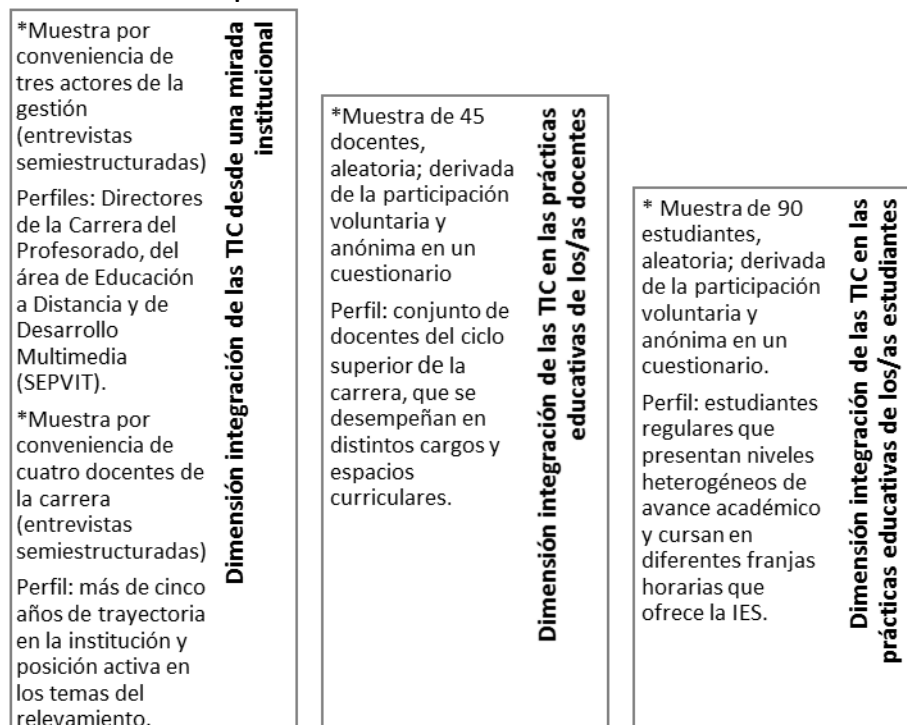 *Muestra por
conveniencia de
tres actores de la
gestión
(entrevistas
semiestructuradas)
Perfiles: Directores
de la Carrera del
Profesorado, del
área de Educación
a Distancia y de
Desarrollo
Multimedia
(SEPVIT).
*Muestra por
conveniencia de
cuatro docentes de
la carrera
(entrevistas
semiestructuradas)
Perfil: más de cinco
años de trayectoria
en la institución y
posición activa en
los temas del
relevamiento.
Dimensión integración de las TIC desde una mirada
institucional
*Muestra de 45
docentes,
aleatoria; derivada
de la participación
voluntaria y
anónima en un
cuestionario
Perfil: conjunto de
docentes del ciclo
superior de la
carrera, que se
desempeñan en
distintos cargos y
espacios
curriculares.
Dimensión integración de las TIC en las prácticas
educativas de los/as docentes
* Muestra de 90
estudiantes,
aleatoria; derivada
de la participación
voluntaria y
anónima en un
cuestionario.
Perfil: estudiantes
regulares que
presentan niveles
heterogéneos de
avance académico
y cursan en
diferentes franjas
horarias que
ofrece la IES.
Dimensión integración de las TIC en las
prácticas educativas de los/as estudiantes